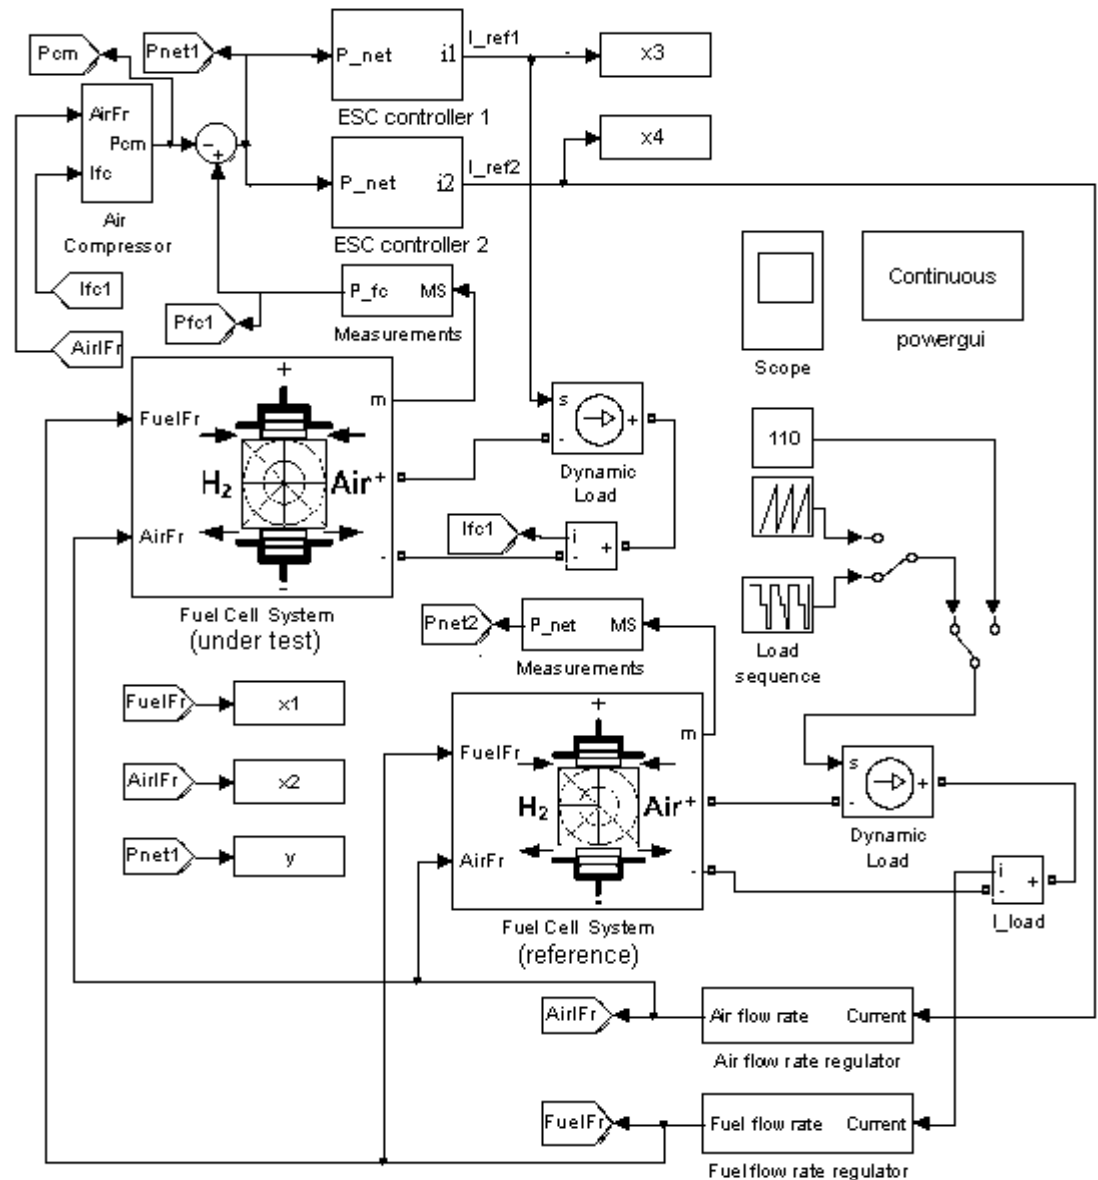 Pcm
Pnet1
P_net
i1
I_ref1
x3
ESC controller 1
AirFr
Pcm
Ifc
Air
Compressor
-
+
x4
P_net
i2
I_ref2
ESC controller 2
Ifc1
AirIFr
P_fc
MS
Measurements
Pfc1
Scope
Continuous
powergui
+
m
FuelFr
H2
Air
+
AirFr
-
-
Fuel Cell System
(under test)
s
+
-
Dynamic
Load
Ifc1
i
+
-
110
Load
sequence
Pnet2
P_net
MS
Measurements
FuelFr
x1
AirIFr
x2
Pnet1
y
+
m
FuelFr
H2
Air
+
AirFr
-
-
Fuel Cell System
(reference)
s
+
-
Dynamic
Load
i
+
-
I_load
AirIFr
Air flow rate
Current
Air flow rate regulator
FuelFr
Fuel flow rate
Current
Fuel flow rate regulator